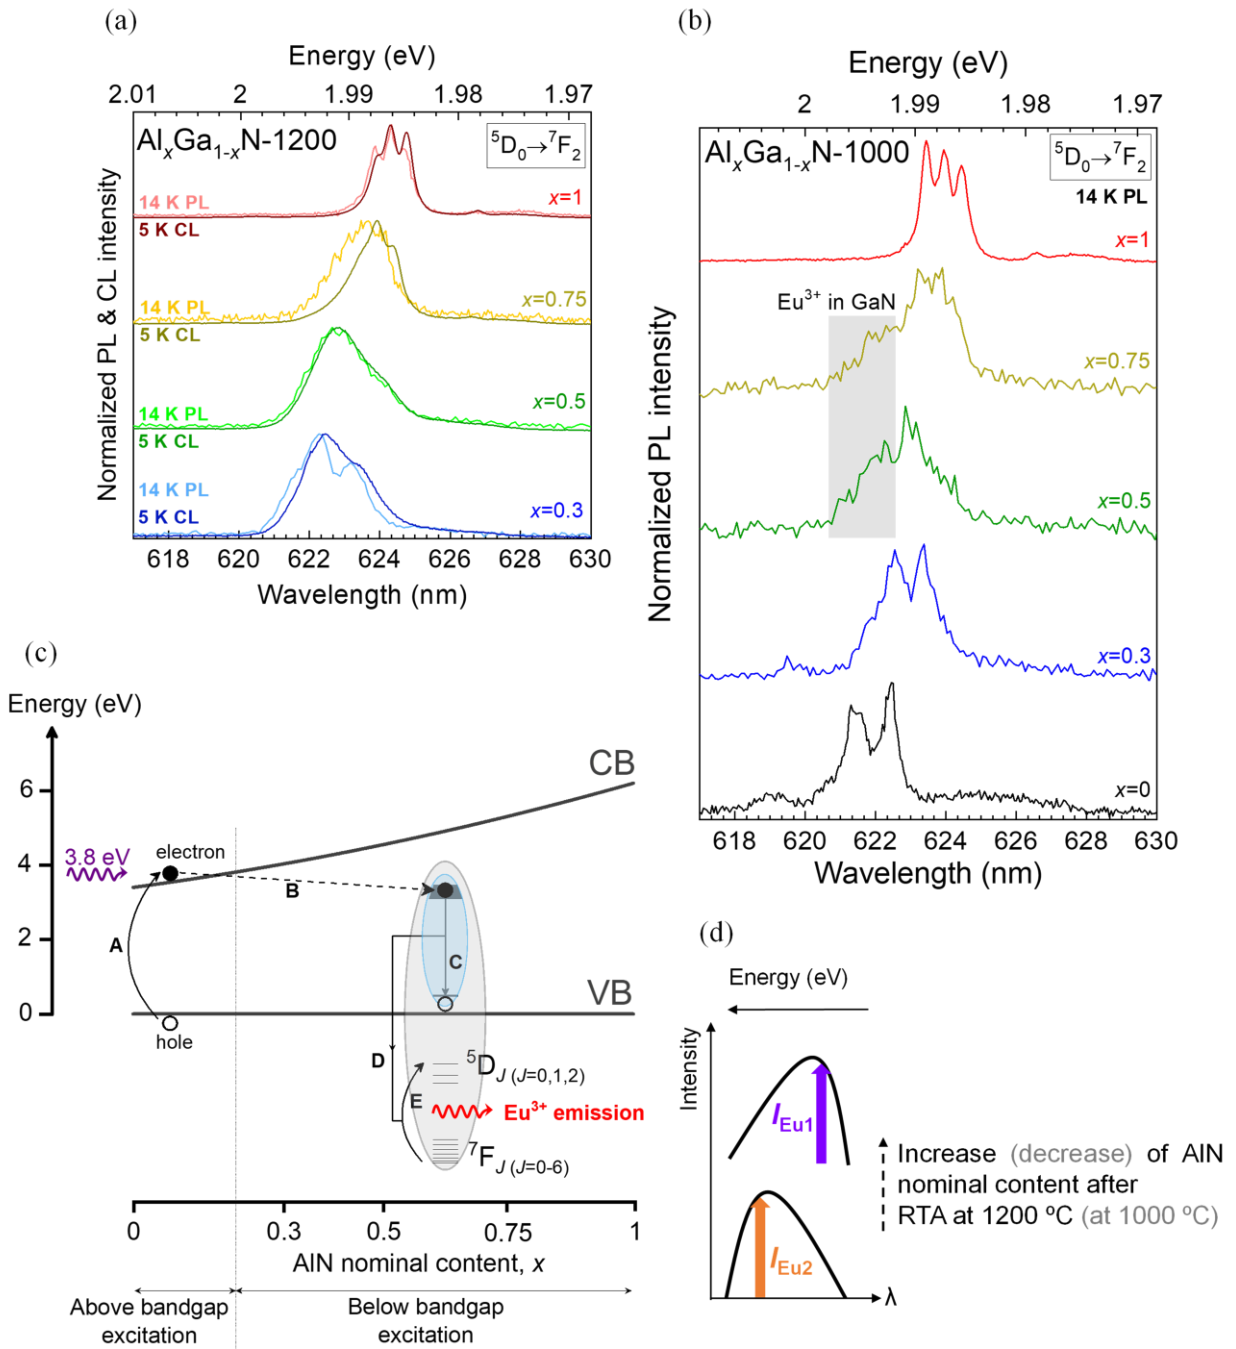 (a)
Energy (eV)
2.01 2 1.99 1.98 1.97
AlxGa1-xN-1200
⁵D₀→⁷F₂
14 K PL
5 K CL
x=1
14 K PL
5 K CL
x=0.75
14 K PL
5 K CL
x=0.5
14 K PL
5 K CL
x=0.3
Normalized PL & CL intensity
618 620 622 624 626 628 630
Wavelength (nm)
(b)
Energy (eV)
2 1.99 1.98 1.97
AlxGa1-xN-1000
⁵D₀→⁷F₂
14 K PL
x=1
Eu³⁺ in GaN
x=0.75
x=0.5
x=0.3
x=0
Normalized PL intensity
618 620 622 624 626 628 630
Wavelength (nm)
(c)
Energy (eV)
6
4
2
0
CB
3.8 eV
electron
B
A
C
VB
hole
D
⁵DJ (J=0,1,2)
E
Eu³⁺ emission
⁷FJ (J=0-6)
0 0.3 0.5 0.75 1
AlN nominal content, x
Above bandgap
excitation
Below bandgap
excitation
(d)
Energy (eV)
Intensity
IEu1
IEu2
λ
Increase (decrease) of AlN
nominal content after
RTA at 1200 ºC (at 1000 ºC)